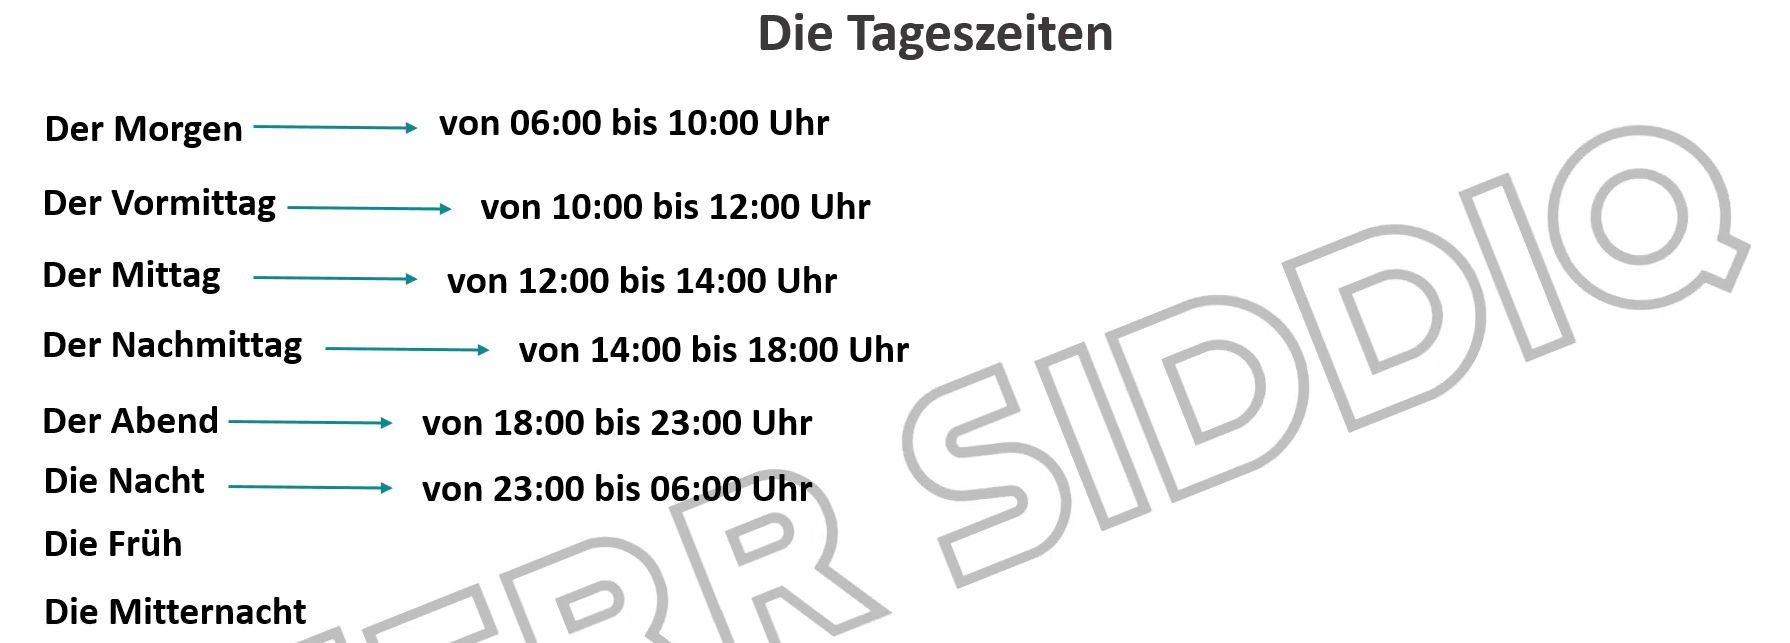 Die Tageszeiten
Der Morgen von 06:00 bis 10:00 Uhr
Der Vormittag von 10:00 bis 12:00 Uhr
Der Mittag von 12:00 bis 14:00 Uhr
Der Nachmittag von 14:00 bis 18:00 Uhr
Der Abend von 18:00 bis 23:00 Uhr
Die Nacht von 23:00 bis 06:00 Uhr
Die Früh
Die Mitternacht
SIDDIQ